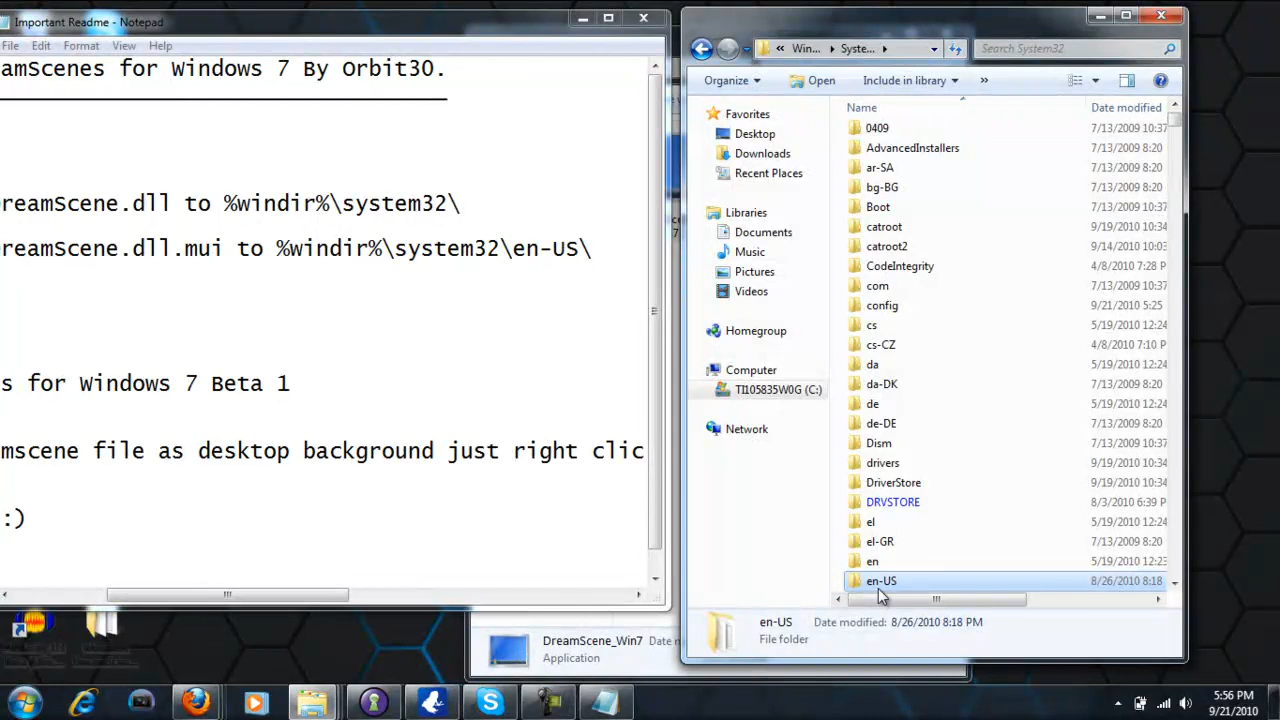 Important Readme - Notepad
File Edit Format View Help
amScenes for Windows 7 By Orbit30.
DreamScene.dll to %windir%\system32\
DreamScene.dll.mui to %windir%\system32\en-US\
s for Windows 7 Beta 1
mscene file as desktop background just right clic
:)
« Win... Syste...
Search System32
Organize Open Include in library »
Favorites
Desktop
Downloads
Recent Places
Libraries
Documents
Music
Pictures
Videos
Homegroup
Computer
TI105835W0G (C:)
Network
Name Date modified
0409 7/13/2009 10:37
AdvancedInstallers 7/13/2009 8:20
ar-SA 7/13/2009 8:20
bg-BG 7/13/2009 8:20
Boot 7/13/2009 8:20
catroot 9/19/2010 10:34
catroot2 9/14/2010 10:03
CodeIntegrity 4/8/2010 7:28 P
com 7/13/2009 10:37
config 9/21/2010 5:25
cs 5/19/2010 12:24
cs-CZ 4/8/2010 7:10 P
da 5/19/2010 12:24
da-DK 7/13/2009 8:20
de 5/19/2010 12:24
de-DE 7/13/2009 8:20
Dism 7/13/2009 8:20
drivers 9/19/2010 10:34
DriverStore 9/19/2010 10:34
DRVSTORE 8/3/2010 6:39 P
el 5/19/2010 12:24
el-GR 7/13/2009 8:20
en 5/19/2010 12:23
en-US 8/26/2010 8:18
en-US Date modified: 8/26/2010 8:18 PM
File folder
DreamScene_Win7 Date m
Application
5:56 PM
9/21/2010